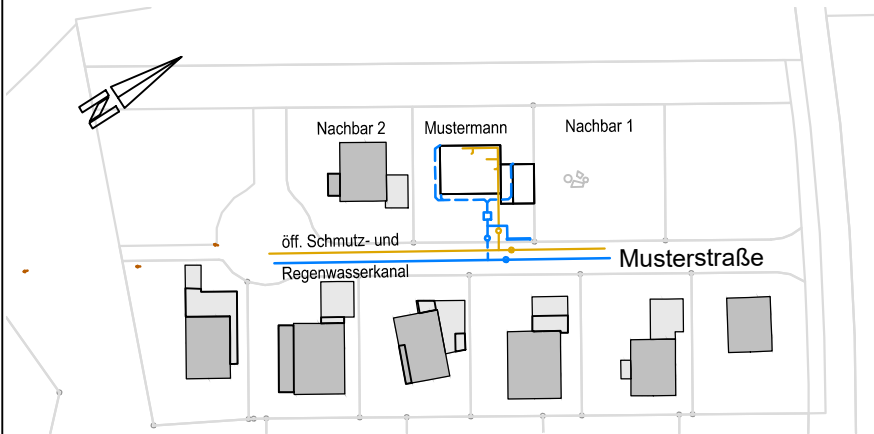 N
Nachbar 2
Mustermann
Nachbar 1
öff. Schmutz- und
Regenwasserkanal
Musterstraße